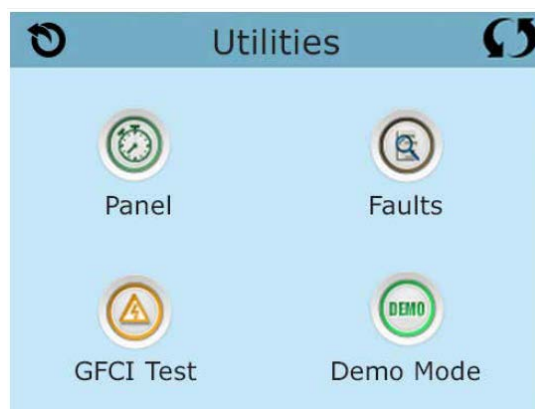 Utilities
Panel
Faults
DEMO
GFCI Test
Demo Mode